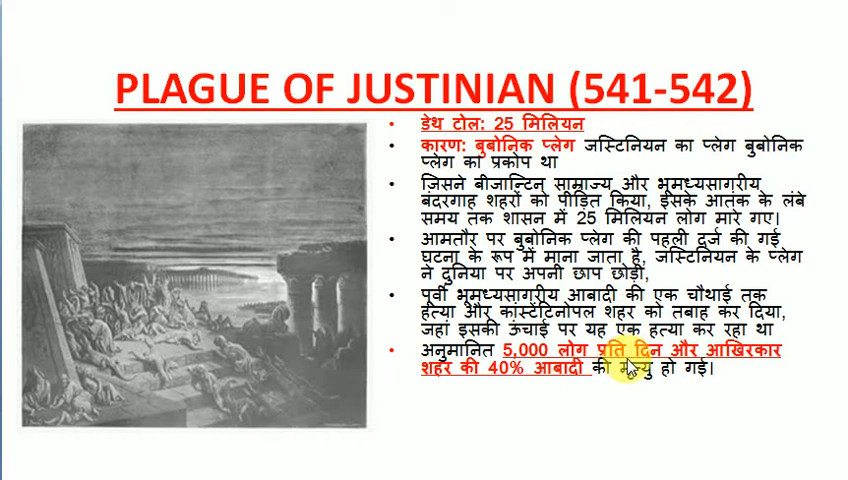 PLAGUE OF JUSTINIAN (541-542)
• डेथ टोल: 25 मिलियन
• कारण: बुबोनिक प्लेग जस्टिनियन का प्लेग बुबोनिक
प्लेग का प्रकोप था
• जिसने बीजान्टिन साम्राज्य और भूमध्यसागरीय
बंदरगाह शहरों को पीड़ित किया, इसके आतंक के लंबे
समय तक शासन में 25 मिलियन लोग मारे गए।
• आमतौर पर बुबोनिक प्लेग की पहली दर्ज की गई
घटना के रूप में माना जाता है, जस्टिनियन के प्लेग
ने दुनिया पर अपनी छाप छोड़ी,
• पूर्वी भूमध्यसागरीय आबादी की एक चौथाई तक
हत्या और कांस्टेंटिनोपल शहर को तबाह कर दिया,
जहां इसकी ऊंचाई पर यह एक हत्या कर रहा था
• अनुमानित 5,000 लोग प्रति दिन और आखिरकार
शहर की 40% आबादी की मृत्यु हो गई।